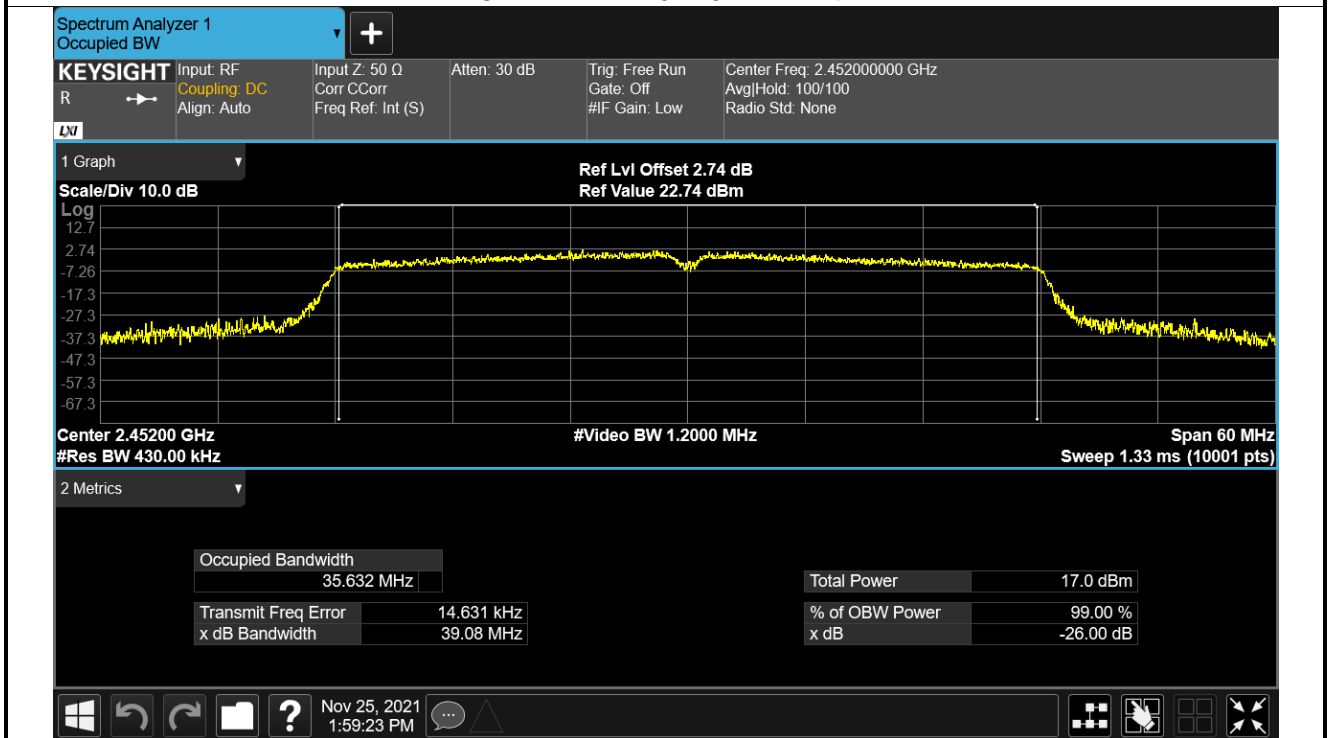 Spectrum Analyzer 1
Occupied BW
+
KEYSIGHT Input: RF Input Z: 50 Ω Atten: 30 dB Trig: Free Run Center Freq: 2.452000000 GHz
R Coupling: DC Corr CCorr Gate: Off Avg|Hold: 100/100
Align: Auto Freq Ref: Int (S) #IF Gain: Low Radio Std: None
LXI
1 Graph
Ref Lvl Offset 2.74 dB
Scale/Div 10.0 dB Ref Value 22.74 dBm
Log
12.7
2.74
-7.26
-17.3
-27.3
-37.3
-47.3
-57.3
-67.3
Center 2.45200 GHz #Video BW 1.2000 MHz Span 60 MHz
#Res BW 430.00 kHz Sweep 1.33 ms (10001 pts)
2 Metrics
Occupied Bandwidth
35.632 MHz Total Power 17.0 dBm
Transmit Freq Error 14.631 kHz % of OBW Power 99.00 %
x dB Bandwidth 39.08 MHz x dB -26.00 dB
? Nov 25, 2021
1:59:23 PM